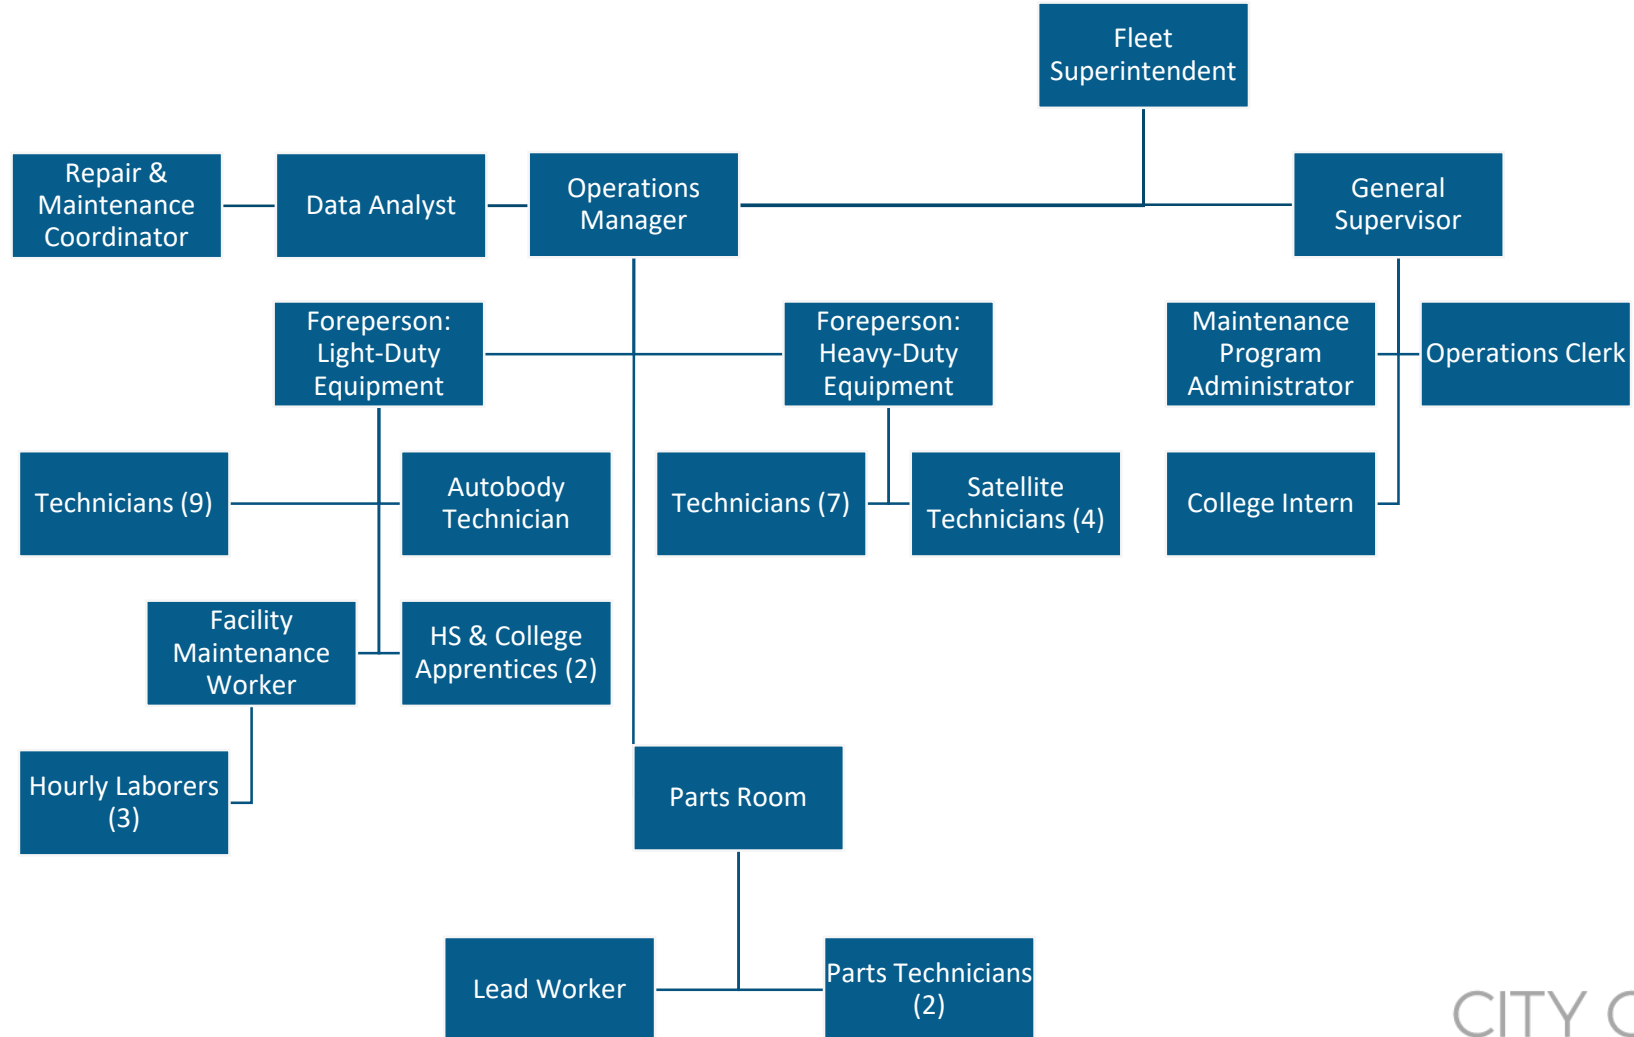 Fleet
Superintendent
Repair &
Maintenance
Coordinator
Data Analyst
Operations
Manager
General
Supervisor
Foreperson:
Light-Duty
Equipment
Foreperson:
Heavy-Duty
Equipment
Maintenance
Program
Administrator
Operations Clerk
Technicians (9)
Autobody
Technician
Technicians (7)
Satellite
Technicians (4)
College Intern
Facility
Maintenance
Worker
HS & College
Apprentices (2)
Hourly Laborers
(3)
Parts Room
Lead Worker
Parts Technicians
(2)
CITY